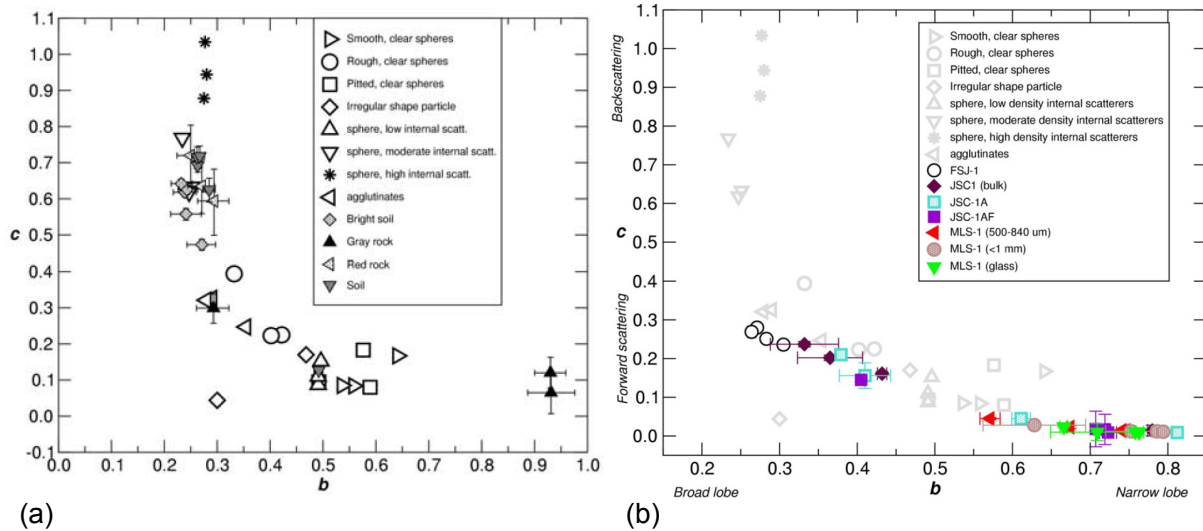 1.1
1.0
0.9
0.8
0.7
0.6
0.5
0.4
0.3
0.2
0.1
0.0
-0.1
c
0.0 0.1 0.2 0.3 0.4 0.5 0.6 0.7 0.8 0.9 1.0
b
Smooth, clear spheres
Rough, clear spheres
Pitted, clear spheres
Irregular shape particle
sphere, low internal scatt.
sphere, moderate internal scatt.
sphere, high internal scatt.
agglutinates
Bright soil
Gray rock
Red rock
Soil
(a)
1.1
1.0
0.9
0.8
0.7
0.6
0.5
0.4
0.3
0.2
0.1
0.0
Backscattering
c
Forward scattering
0.2 0.3 0.4 0.5 0.6 0.7 0.8
Broad lobe b Narrow lobe
Smooth, clear spheres
Rough, clear spheres
Pitted, clear spheres
Irregular shape particle
sphere, low density internal scatterers
sphere, moderate density internal scatterers
sphere, high density internal scatterers
agglutinates
FSJ-1
JSC1 (bulk)
JSC-1A
JSC-1AF
MLS-1 (500-840 um)
MLS-1 (<1 mm)
MLS-1 (glass)
(b)